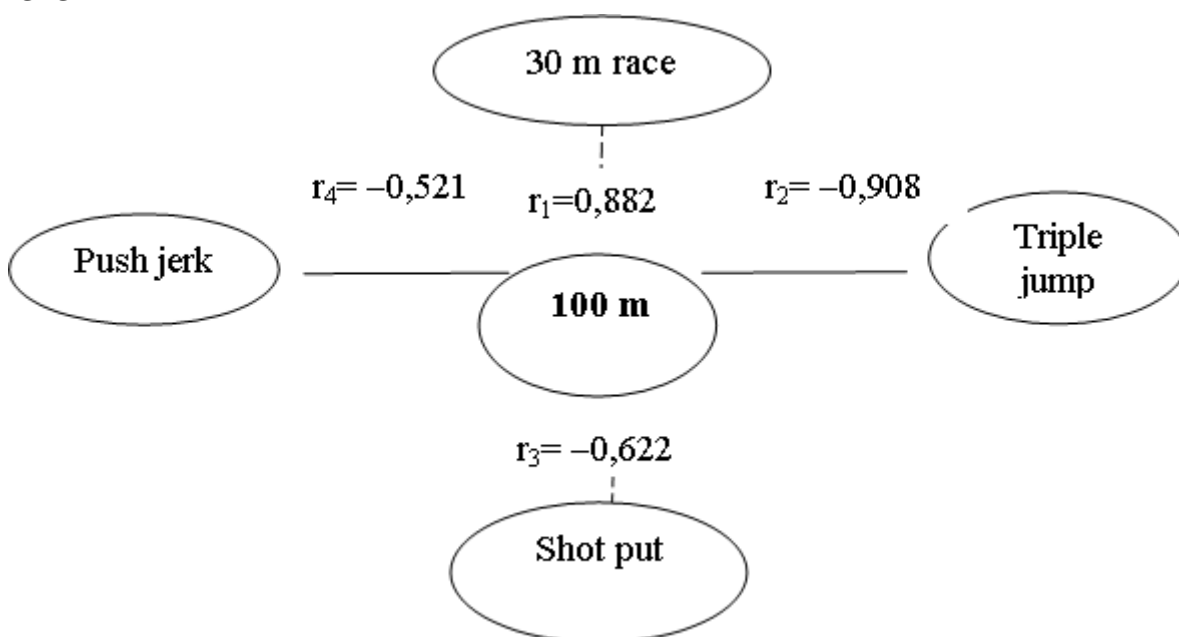 30 m race
r₄= –0,521
r₁=0,882
r₂= –0,908
Push jerk
Triple
jump
100 m
r₃= –0,622
Shot put